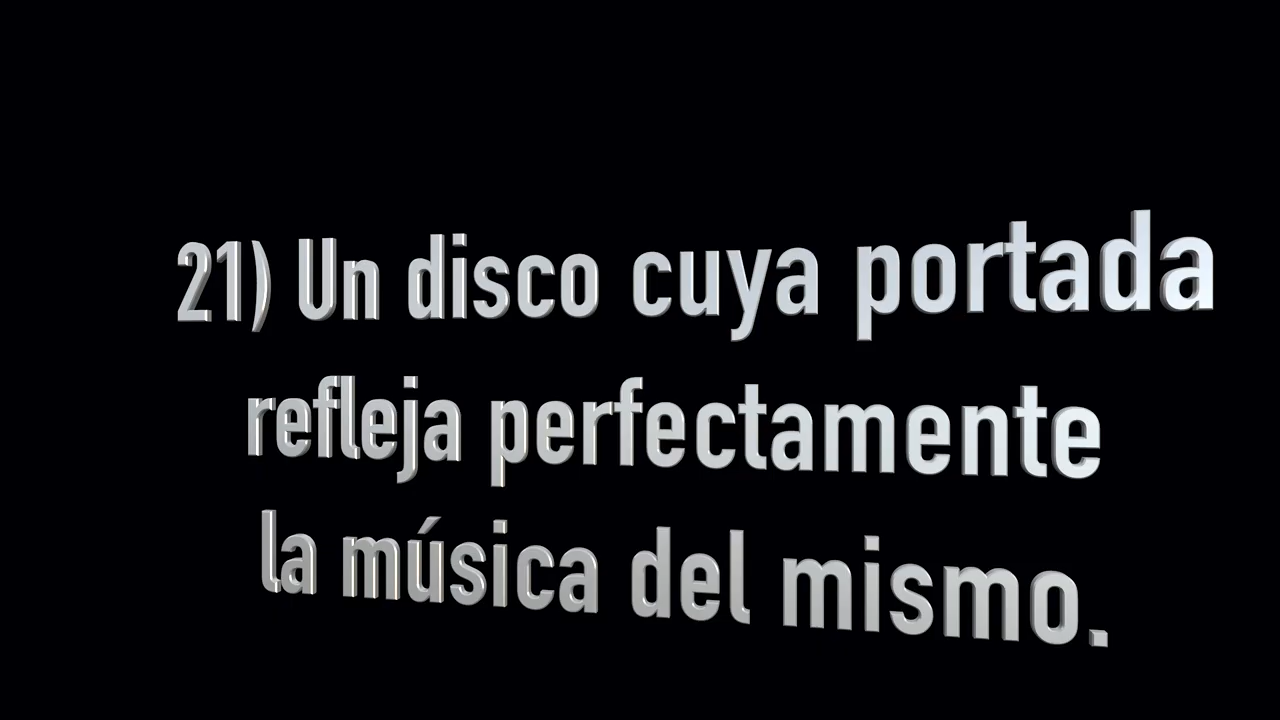 21) Un disco cuya portada
refleja perfectamente
la música del mismo.